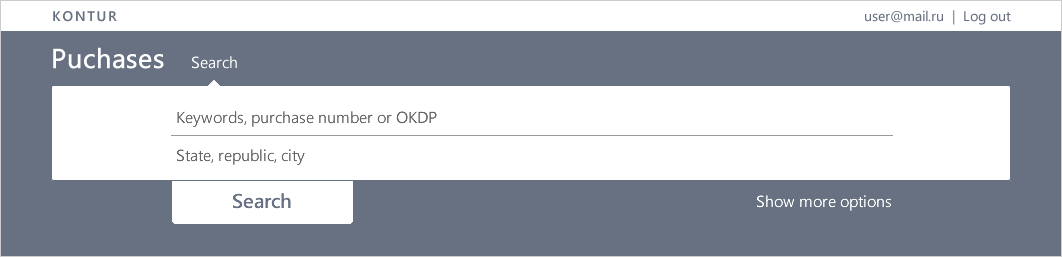 KONTUR
user@mail.ru | Log out
Puchases
Search
Keywords, purchase number or OKDP
State, republic, city
Search
Show more options